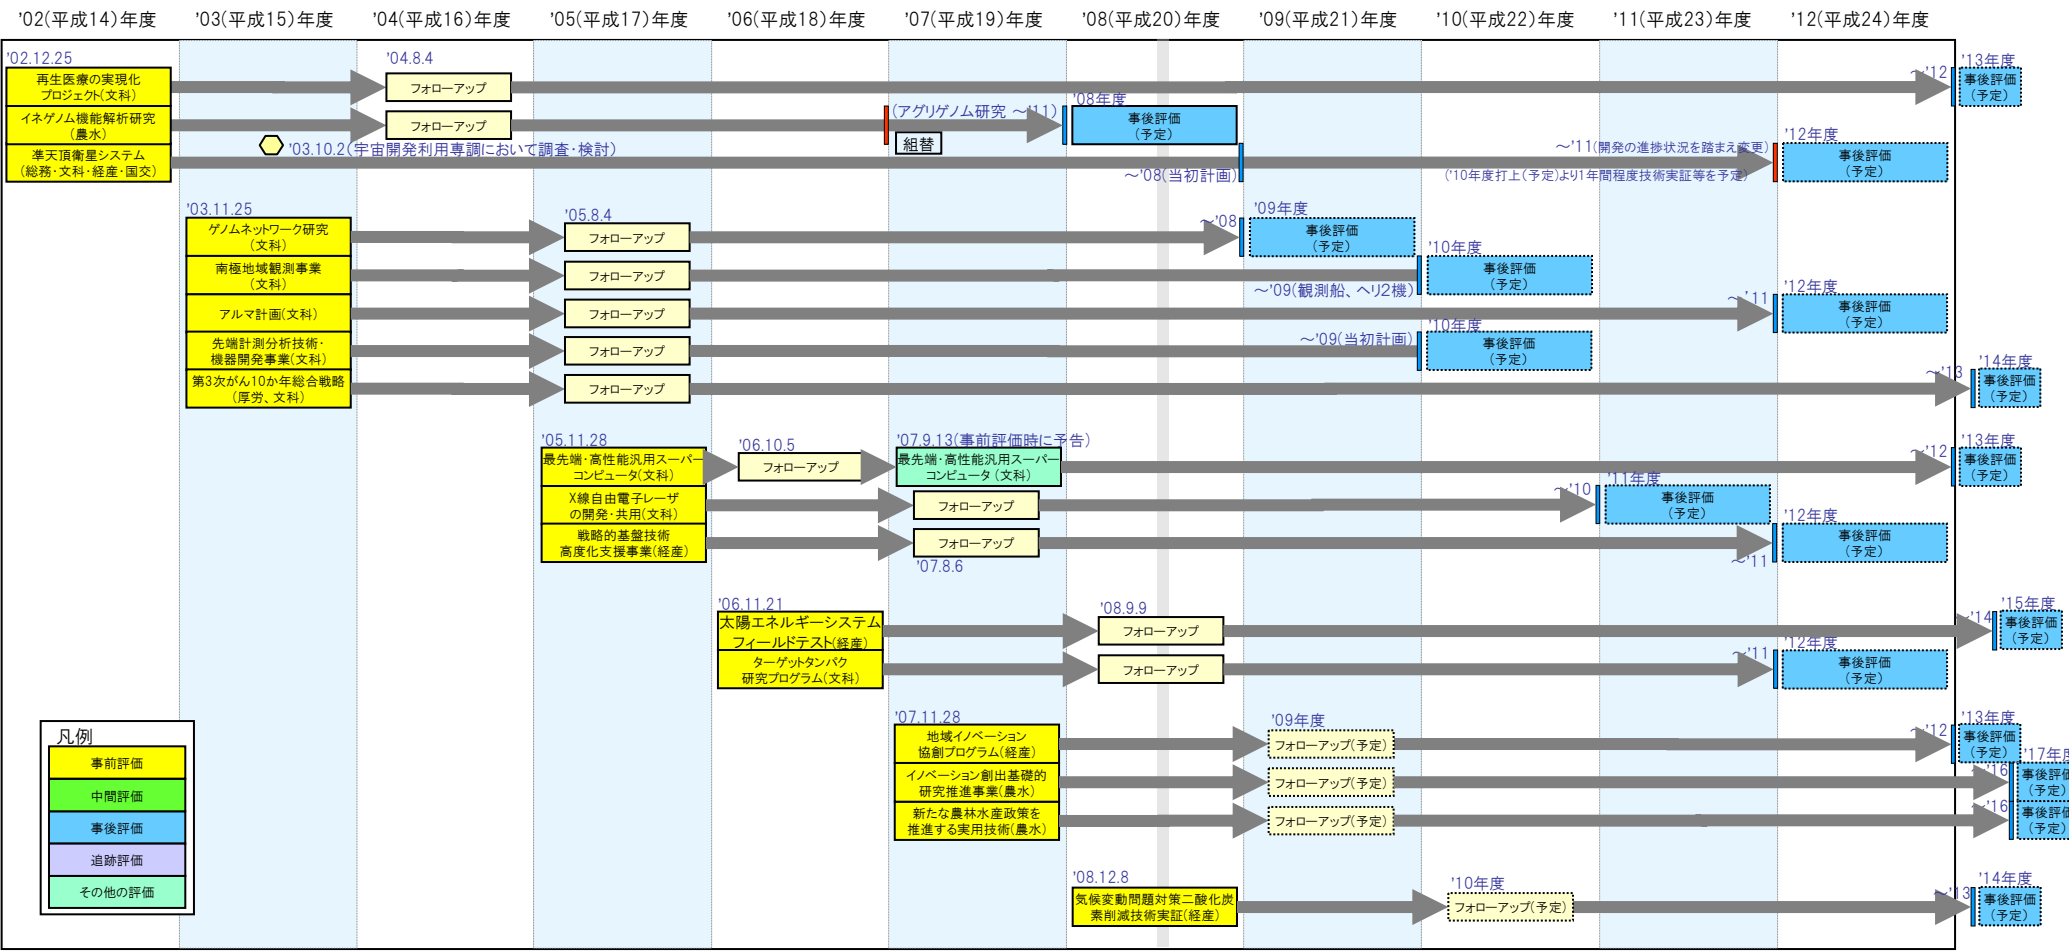 '02(平成14)年度
'03(平成15)年度
'04(平成16)年度
'05(平成17)年度
'06(平成18)年度
'07(平成19)年度
'08(平成20)年度
'09(平成21)年度
'10(平成22)年度
'11(平成23)年度
'12(平成24)年度
'02.12.25
再生医療の実現化
プロジェクト(文科)
'04.8.4
フォローアップ
～'12
'13年度
事後評価
(予定)
イネゲノム機能解析研究
(農水)
フォローアップ
(アグリゲノム研究 ～'11)
組替
'08年度
事後評価
(予定)
準天頂衛星システム
(総務・文科・経産・国交)
'03.10.2(宇宙開発利用専調において調査・検討)
～'08(当初計画)
～'11(開発の進捗状況を踏まえ変更)
('10年度打上(予定)より1年間程度技術実証等を予定)
'12年度
事後評価
(予定)
'03.11.25
ゲノムネットワーク研究
(文科)
'05.8.4
フォローアップ
～'08
'09年度
事後評価
(予定)
南極地域観測事業
(文科)
フォローアップ
～'09(観測船、ヘリ2機)
'10年度
事後評価
(予定)
アルマ計画(文科)
フォローアップ
～'11
'12年度
事後評価
(予定)
先端計測分析技術・
機器開発事業(文科)
フォローアップ
～'09(当初計画)
'10年度
事後評価
(予定)
第3次がん10か年総合戦略
(厚労、文科)
フォローアップ
～'13
'14年度
事後評価
(予定)
'05.11.28
最先端・高性能汎用スーパー
コンピュータ(文科)
'06.10.5
フォローアップ
'07.9.13(事前評価時に予告)
最先端・高性能汎用スーパー
コンピュータ(文科)
～'12
'13年度
事後評価
(予定)
X線自由電子レーザ
の開発・共用(文科)
フォローアップ
～'10
'11年度
事後評価
(予定)
戦略的基盤技術
高度化支援事業(経産)
フォローアップ
'07.8.6
～'11
'12年度
事後評価
(予定)
'06.11.21
太陽エネルギーシステム
フィールドテスト(経産)
'08.9.9
フォローアップ
～'14
'15年度
事後評価
(予定)
ターゲットタンパク
研究プログラム(文科)
フォローアップ
～'11
'12年度
事後評価
(予定)
'07.11.28
地域イノベーション
協創プログラム(経産)
'09年度
フォローアップ(予定)
～'12
'13年度
事後評価
(予定)
イノベーション創出基礎的
研究推進事業(農水)
フォローアップ(予定)
～'16
'17年度
事後評価
(予定)
新たな農林水産政策を
推進する実用技術(農水)
フォローアップ(予定)
～'16
事後評価
(予定)
'08.12.8
気候変動問題対策二酸化炭
素削減技術実証(経産)
'10年度
フォローアップ(予定)
～'13
'14年度
事後評価
(予定)
凡例
事前評価
中間評価
事後評価
追跡評価
その他の評価